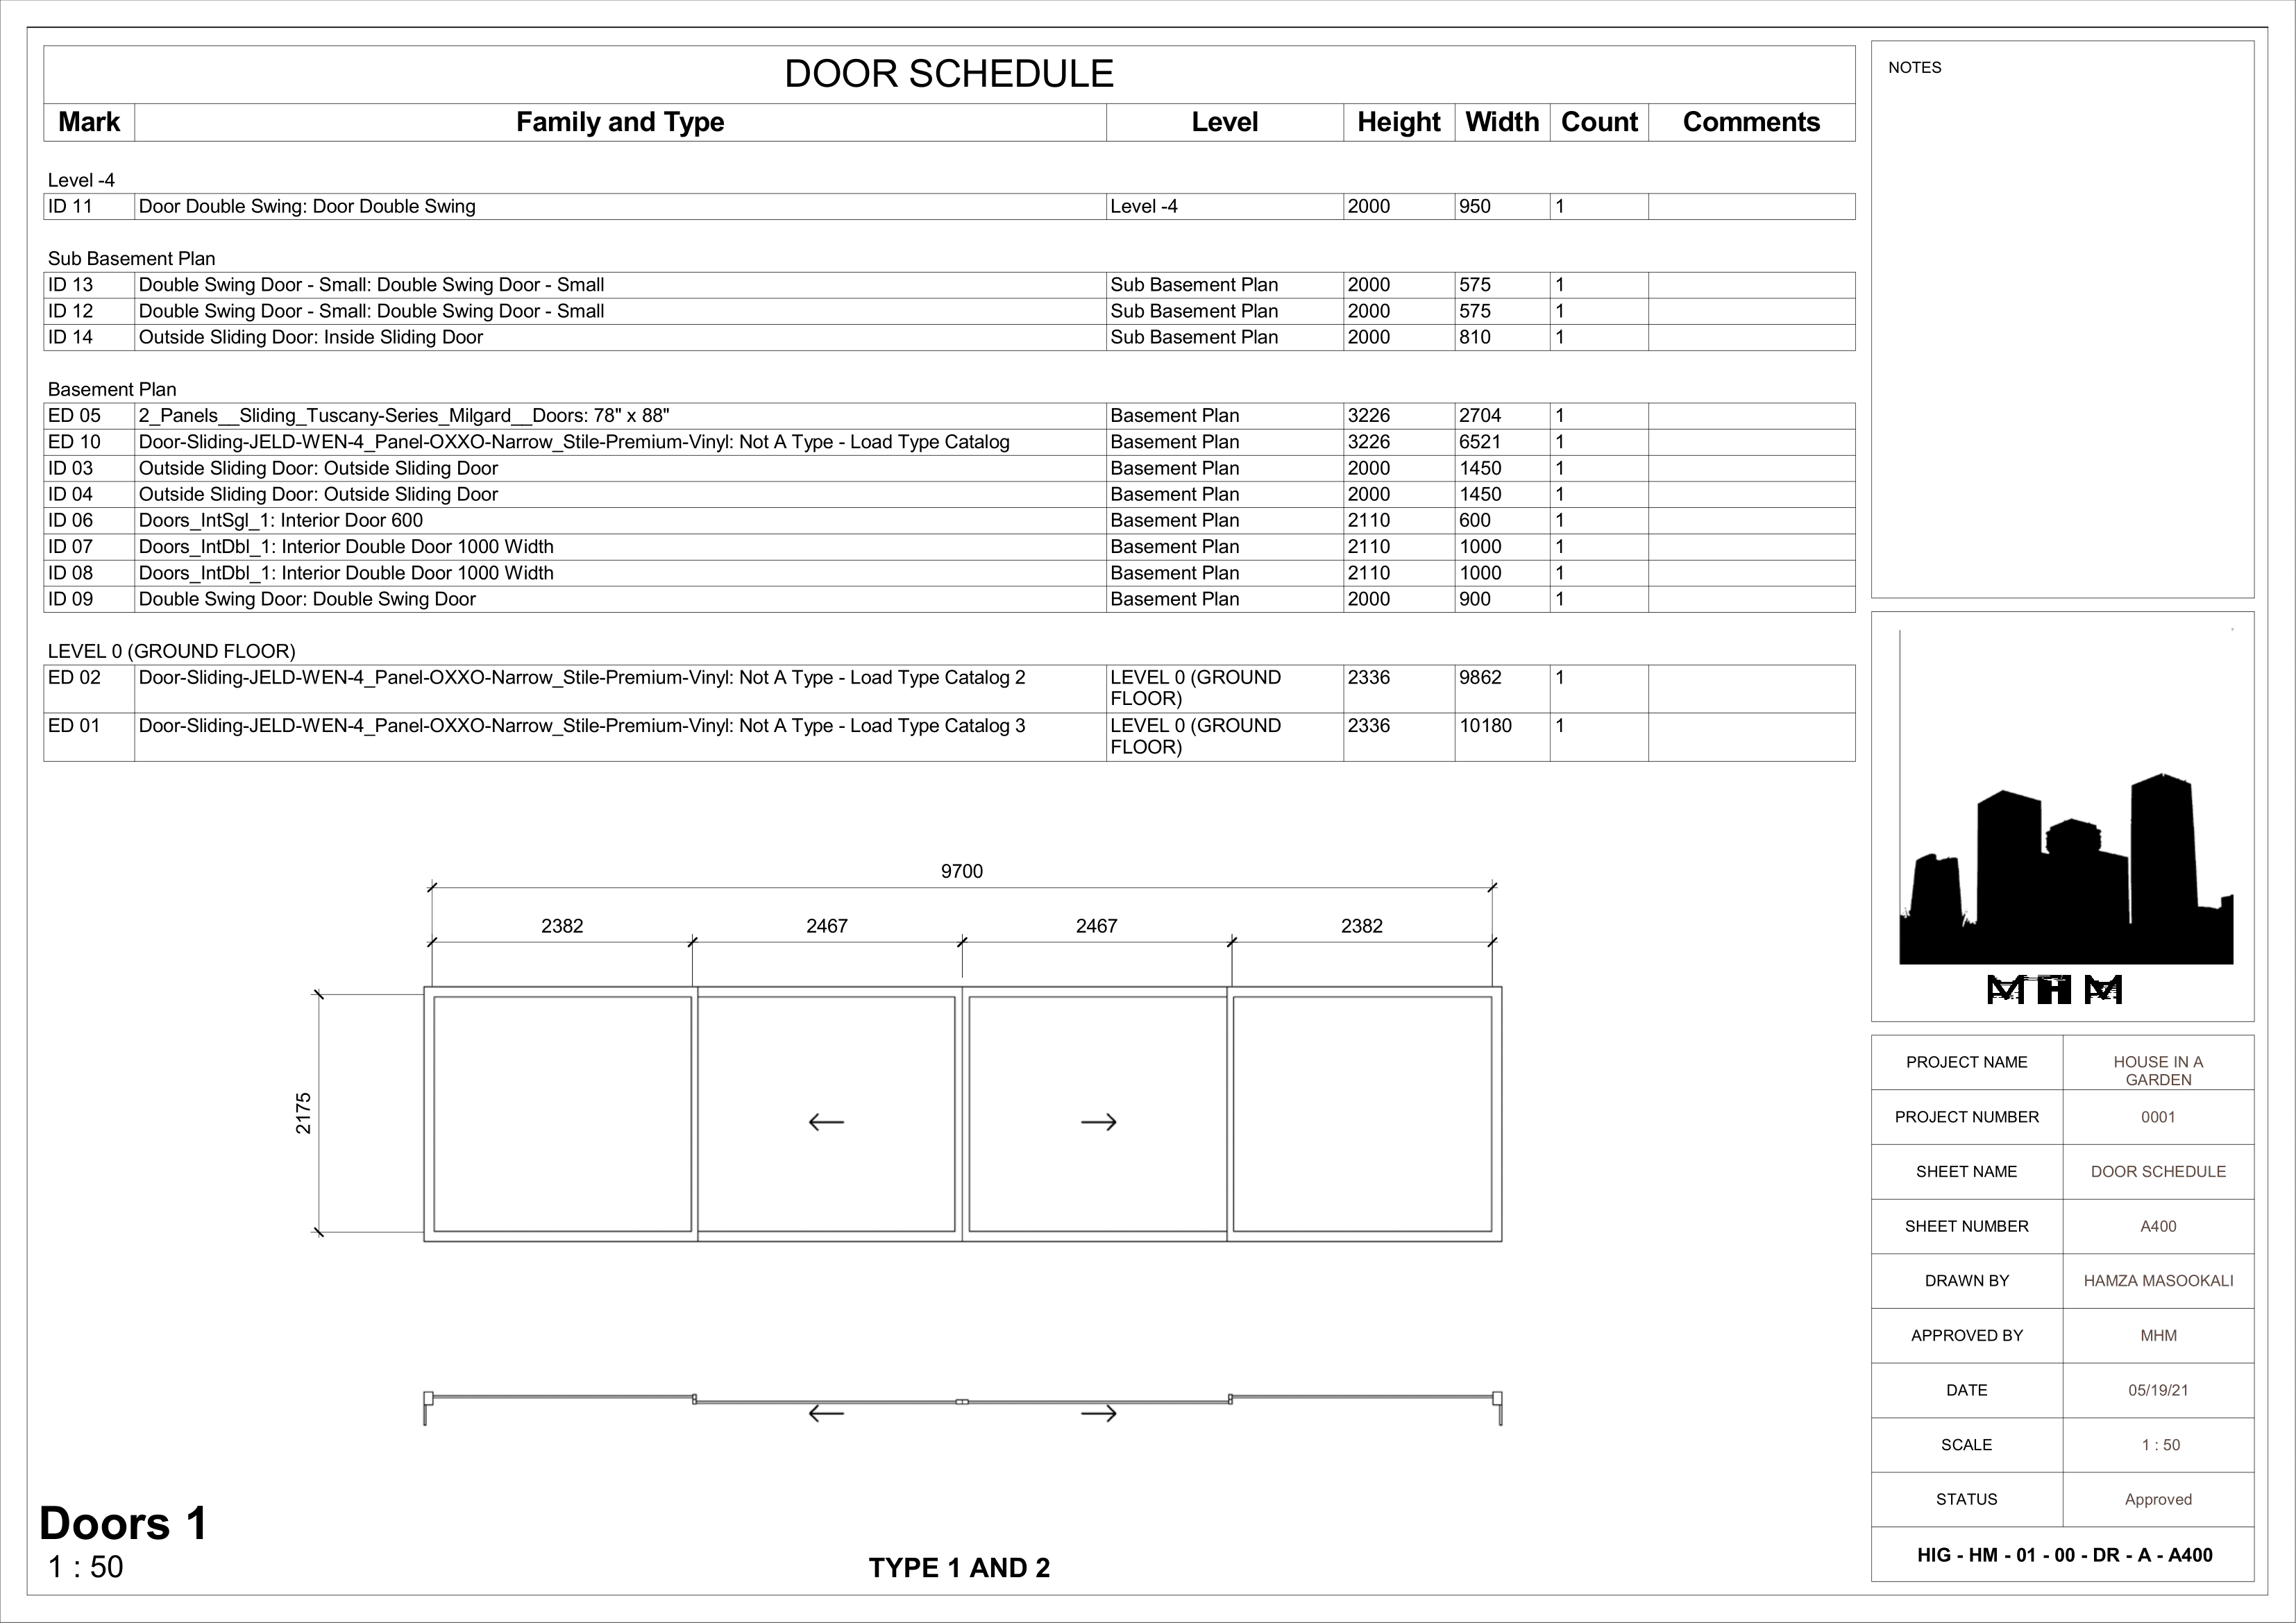 DOOR SCHEDULE
Mark Family and Type Level Height Width Count Comments
Level -4
ID 11 Door Double Swing: Door Double Swing Level -4 2000 950 1
Sub Basement Plan
ID 13 Double Swing Door - Small: Double Swing Door - Small Sub Basement Plan 2000 575 1
ID 12 Double Swing Door - Small: Double Swing Door - Small Sub Basement Plan 2000 575 1
ID 14 Outside Sliding Door: Inside Sliding Door Sub Basement Plan 2000 810 1
Basement Plan
ED 05 2_Panels__Sliding_Tuscany-Series_Milgard__Doors: 78" x 88" Basement Plan 3226 2704 1
ED 10 Door-Sliding-JELD-WEN-4_Panel-OXXO-Narrow_Stile-Premium-Vinyl: Not A Type - Load Type Catalog Basement Plan 3226 6521 1
ID 03 Outside Sliding Door: Outside Sliding Door Basement Plan 2000 1450 1
ID 04 Outside Sliding Door: Outside Sliding Door Basement Plan 2000 1450 1
ID 06 Doors_IntSgl_1: Interior Door 600 Basement Plan 2110 600 1
ID 07 Doors_IntDbl_1: Interior Double Door 1000 Width Basement Plan 2110 1000 1
ID 08 Doors_IntDbl_1: Interior Double Door 1000 Width Basement Plan 2110 1000 1
ID 09 Double Swing Door: Double Swing Door Basement Plan 2000 900 1
LEVEL 0 (GROUND FLOOR)
ED 02 Door-Sliding-JELD-WEN-4_Panel-OXXO-Narrow_Stile-Premium-Vinyl: Not A Type - Load Type Catalog 2 LEVEL 0 (GROUND 2336 9862 1
FLOOR)
ED 01 Door-Sliding-JELD-WEN-4_Panel-OXXO-Narrow_Stile-Premium-Vinyl: Not A Type - Load Type Catalog 3 LEVEL 0 (GROUND 2336 10180 1
FLOOR)
9700
2382 2467 2467 2382
2175
Doors 1
1 : 50
TYPE 1 AND 2
NOTES
MHM
PROJECT NAME HOUSE IN A
GARDEN
PROJECT NUMBER 0001
SHEET NAME DOOR SCHEDULE
SHEET NUMBER A400
DRAWN BY HAMZA MASOOKALI
APPROVED BY MHM
DATE 05/19/21
SCALE 1 : 50
STATUS Approved
HIG - HM - 01 - 00 - DR - A - A400